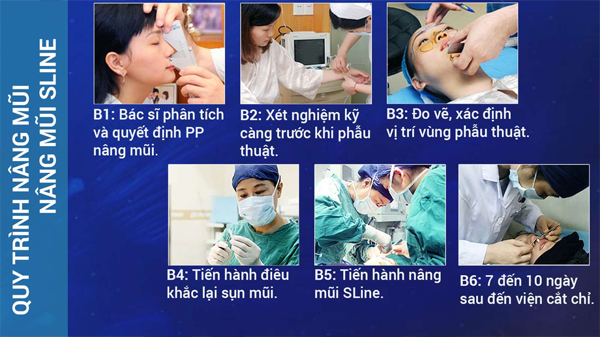 QUY TRÌNH NÂNG MŨI
NÂNG MŨI SLINE
B1: Bác sĩ phân tích
và quyết định PP
nâng mũi.
B2: Xét nghiệm kỹ
càng trước khi phẫu
thuật.
B3: Đo vẽ, xác định
vị trí vùng phẫu thuật.
B4: Tiến hành điêu
khắc lại sụn mũi.
B5: Tiến hành nâng
mũi SLine.
B6: 7 đến 10 ngày
sau đến viện cắt chỉ.